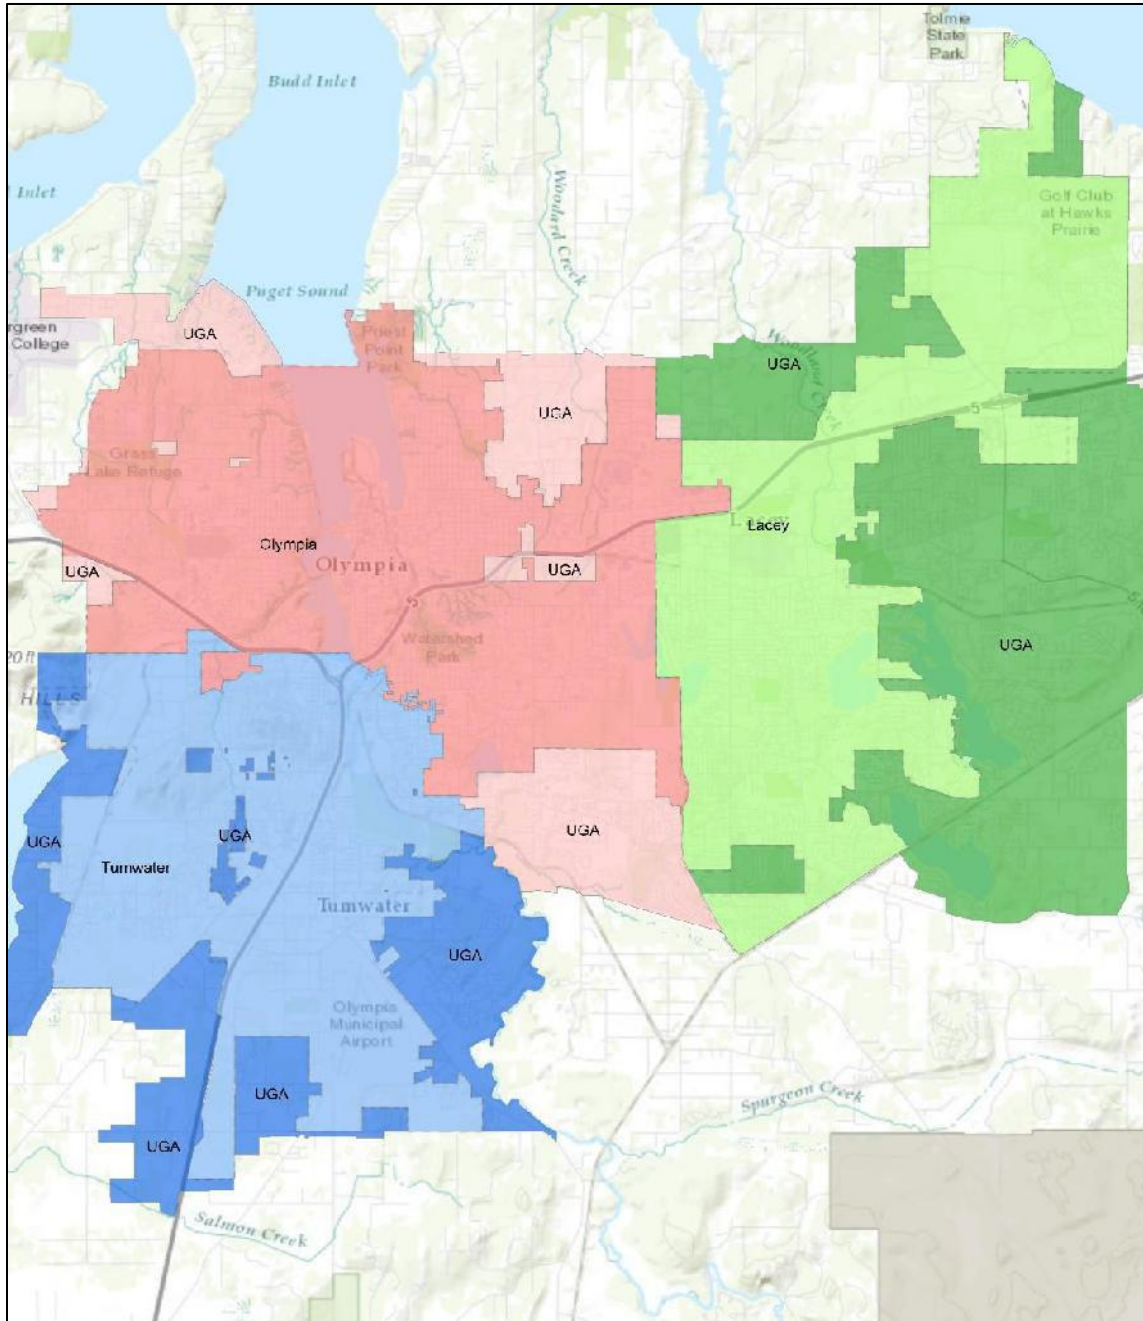 Tolmie
State
Park
Budd Inlet
Inlet
Woodard Creek
Golf Club
at Hawks
Prairie
Puget Sound
rgreen
College
UGA
Priest
Point
Park
Woodland Creek
UGA
5
UGA
Grass
Lake Refuge
Lacey
Lacey
Olympia
Olympia
UGA
UGA
5
Watershed
Park
UGA
HILLS
UGA
UGA
UGA
Tumwater
Tumwater
UGA
Olympia
Municipal
Airport
UGA
Spurgeon Creek
UGA
Salmon Creek